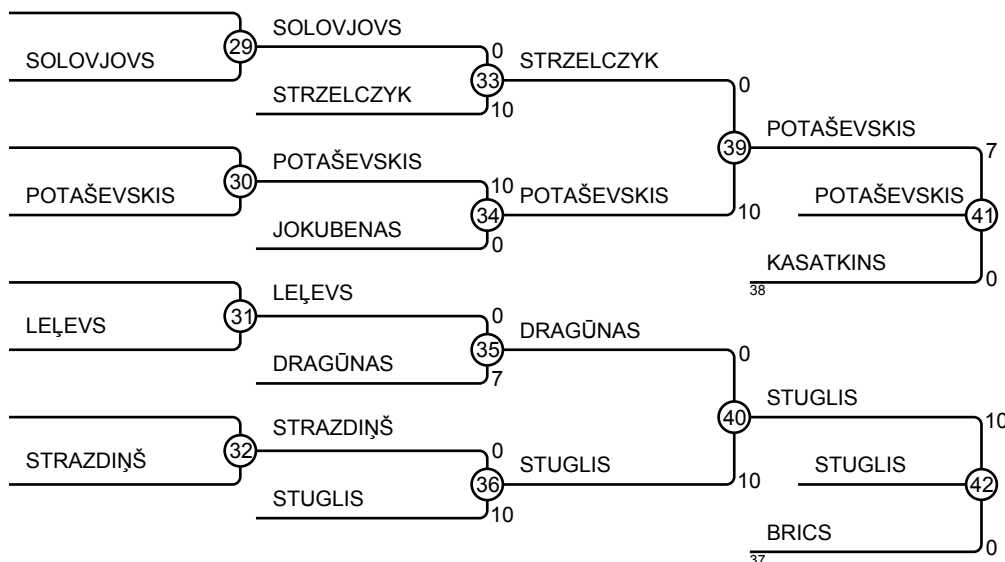 SOLOVJOVS
0
29
SOLOVJOVS
STRZELCZYK
33
0
STRZELCZYK
10
POTAŠEVSKIS
39
7
POTAŠEVSKIS
10
30
POTAŠEVSKIS
POTAŠEVSKIS
10
POTAŠEVSKIS
41
34
JOKUBENAS
0
KASATKINS
0
38
LEĻEVS
0
31
LEĻEVS
DRAGŪNAS
35
0
DRAGŪNAS
7
STUGLIS
40
10
STRAZDIŅŠ
0
32
STRAZDIŅŠ
STUGLIS
10
STUGLIS
42
36
STUGLIS
10
BRICS
0
37